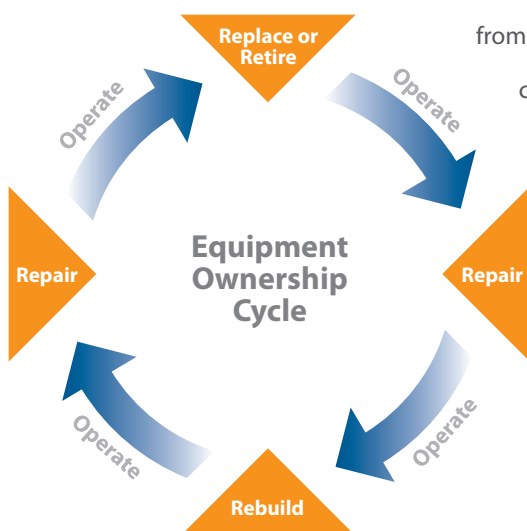 Replace or
Retire
from
Operate
Operate
Equipment
Ownership
Cycle
Repair
Repair
Operate
Operate
Rebuild